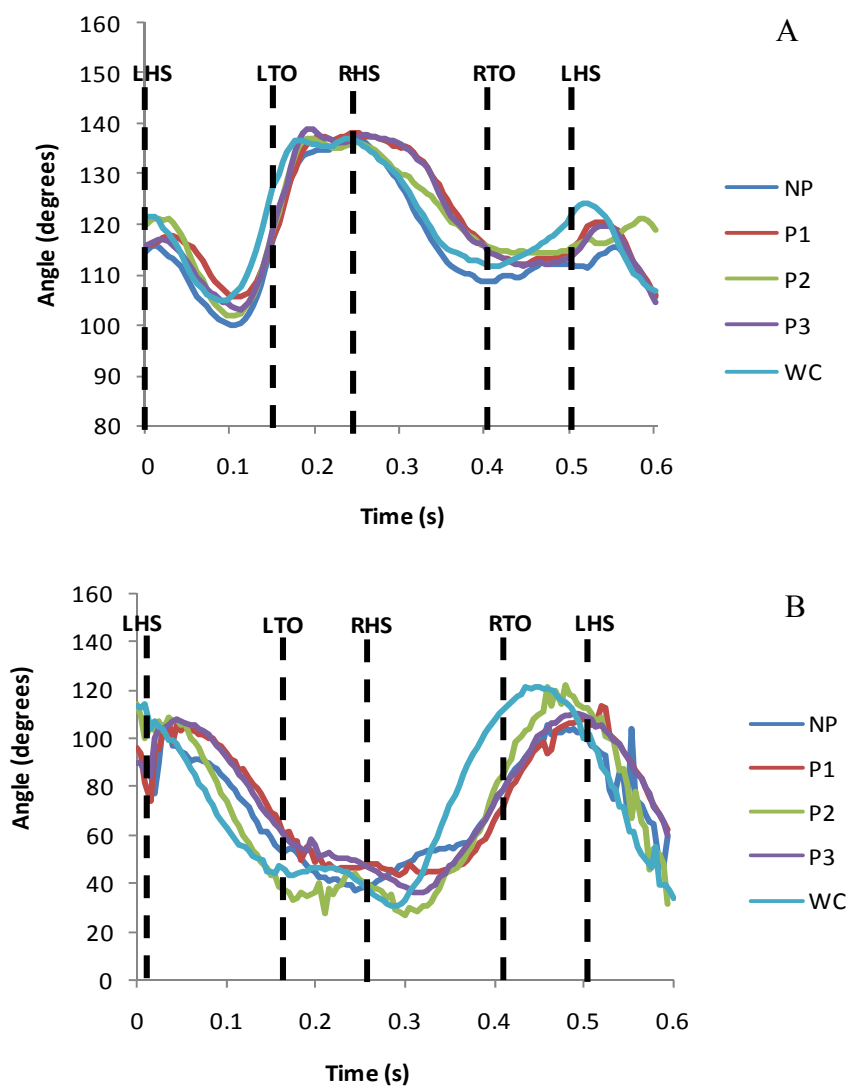 A
160
150
140
130
120
110
100
90
80
Angle (degrees)
LHS LTO RHS RTO LHS
NP
P1
P2
P3
WC
0 0.1 0.2 0.3 0.4 0.5 0.6
Time (s)
B
160
140
120
100
80
60
40
20
0
Angle (degrees)
LHS LTO RHS RTO LHS
NP
P1
P2
P3
WC
0 0.1 0.2 0.3 0.4 0.5 0.6
Time (s)